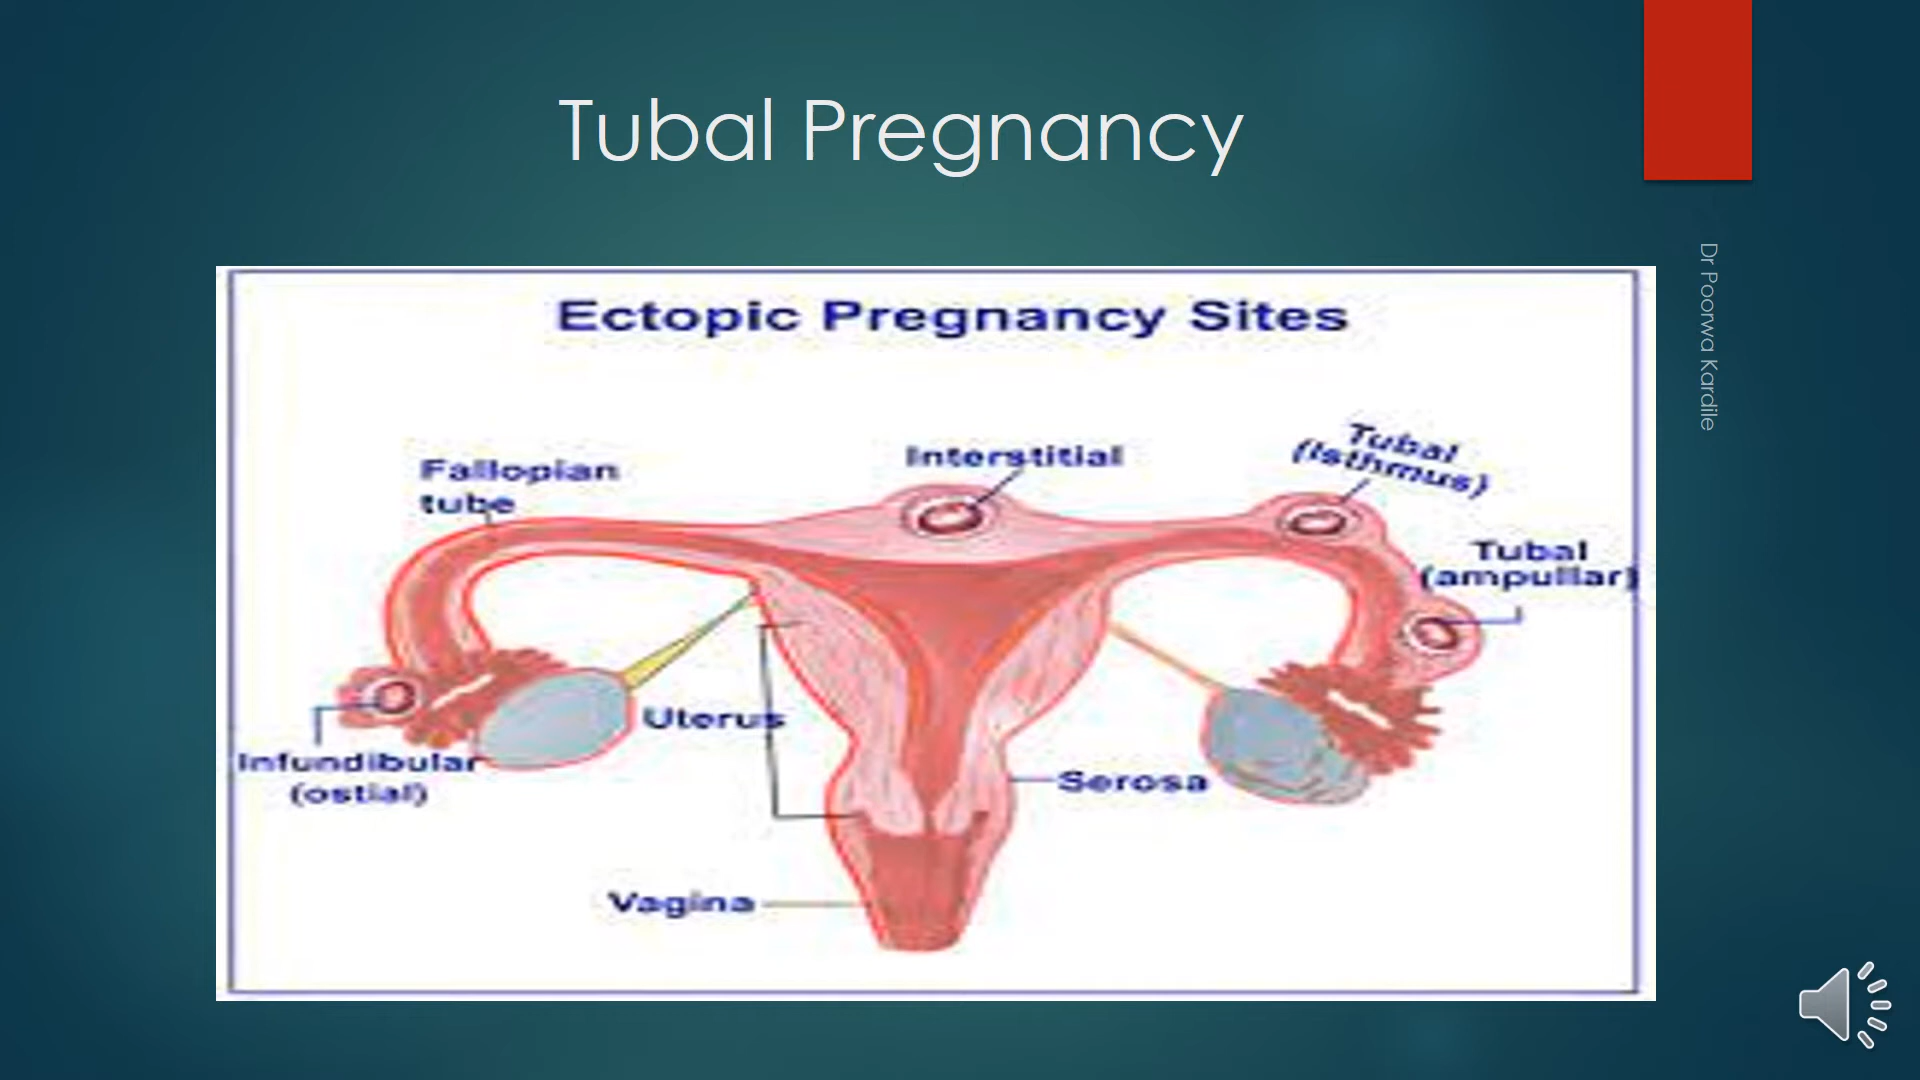 Tubal Pregnancy
Dr Poorwa Kardile
Ectopic Pregnancy Sites
Fallopian
tube
Interstitial
Tubal
(Isthmus)
Tubal
(ampullar)
Uterus
Infundibular
(ostial)
Serosa
Vagina